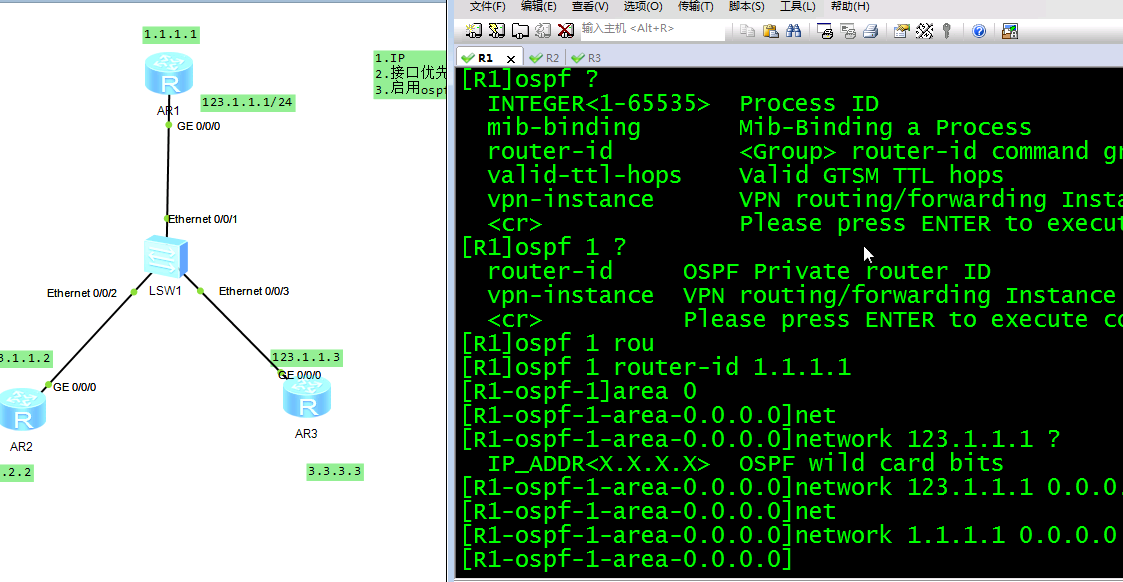 文件(F) 编辑(E) 查看(V) 选项(O) 传输(T) 脚本(S) 工具(L) 帮助(H)
输入主机 <Alt+R>
R1 R2 R3
1.1.1.1
AR1
123.1.1.1/24
GE 0/0/0
1.IP
2.接口优先
3.启用ospf
Ethernet 0/0/1
LSW1
Ethernet 0/0/2
Ethernet 0/0/3
3.1.1.2
GE 0/0/0
AR2
.2.2
123.1.1.3
GE 0/0/0
AR3
3.3.3.3
[R1]ospf ?
INTEGER<1-65535> Process ID
mib-binding Mib-Binding a Process
router-id <Group> router-id command gr
valid-ttl-hops Valid GTSM TTL hops
vpn-instance VPN routing/forwarding Insta
<cr> Please press ENTER to execut
[R1]ospf 1 ?
router-id OSPF Private router ID
vpn-instance VPN routing/forwarding Instance
<cr> Please press ENTER to execute co
[R1]ospf 1 rou
[R1]ospf 1 router-id 1.1.1.1
[R1-ospf-1]area 0
[R1-ospf-1-area-0.0.0.0]net
[R1-ospf-1-area-0.0.0.0]network 123.1.1.1 ?
IP_ADDR<X.X.X.X> OSPF wild card bits
[R1-ospf-1-area-0.0.0.0]network 123.1.1.1 0.0.0.
[R1-ospf-1-area-0.0.0.0]net
[R1-ospf-1-area-0.0.0.0]network 1.1.1.1 0.0.0.0
[R1-ospf-1-area-0.0.0.0]